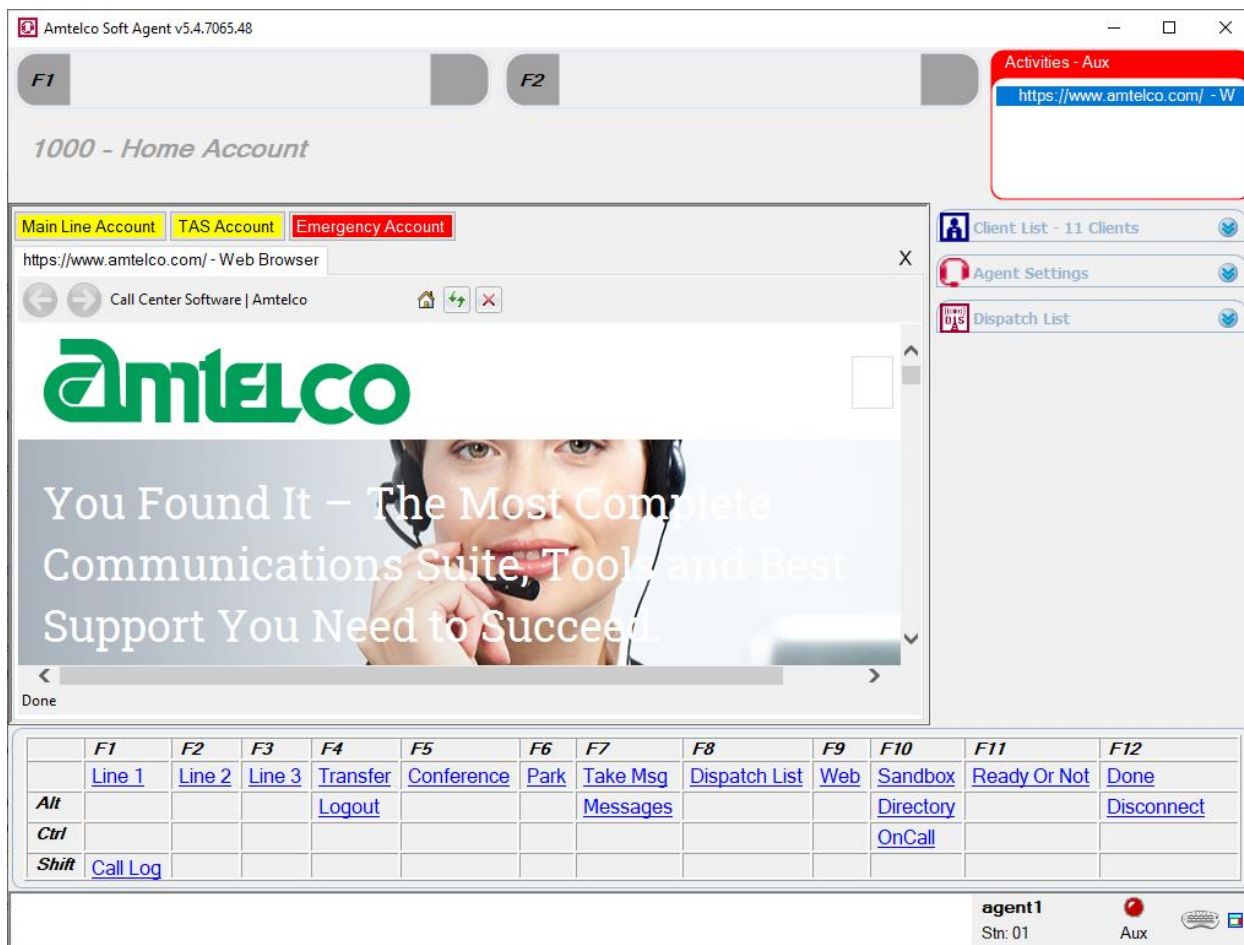 Amtelco Soft Agent v5.4.7065.48
F1
F2
Activities - Aux
https://www.amtelco.com/ - W
1000 - Home Account
Main Line Account TAS Account Emergency Account
https://www.amtelco.com/ - Web Browser X
Call Center Software | Amtelco
amtelco
You Found It – The Most Complete
Communications Suite, Tools and Best
Support You Need to Succeed.
Done
Client List - 11 Clients
Agent Settings
DIS Dispatch List
F1 F2 F3 F4 F5 F6 F7 F8 F9 F10 F11 F12
Line 1 Line 2 Line 3 Transfer Conference Park Take Msg Dispatch List Web Sandbox Ready Or Not Done
Alt Logout Messages Directory Disconnect
Ctrl OnCall
Shift Call Log
agent1
Stn: 01 Aux